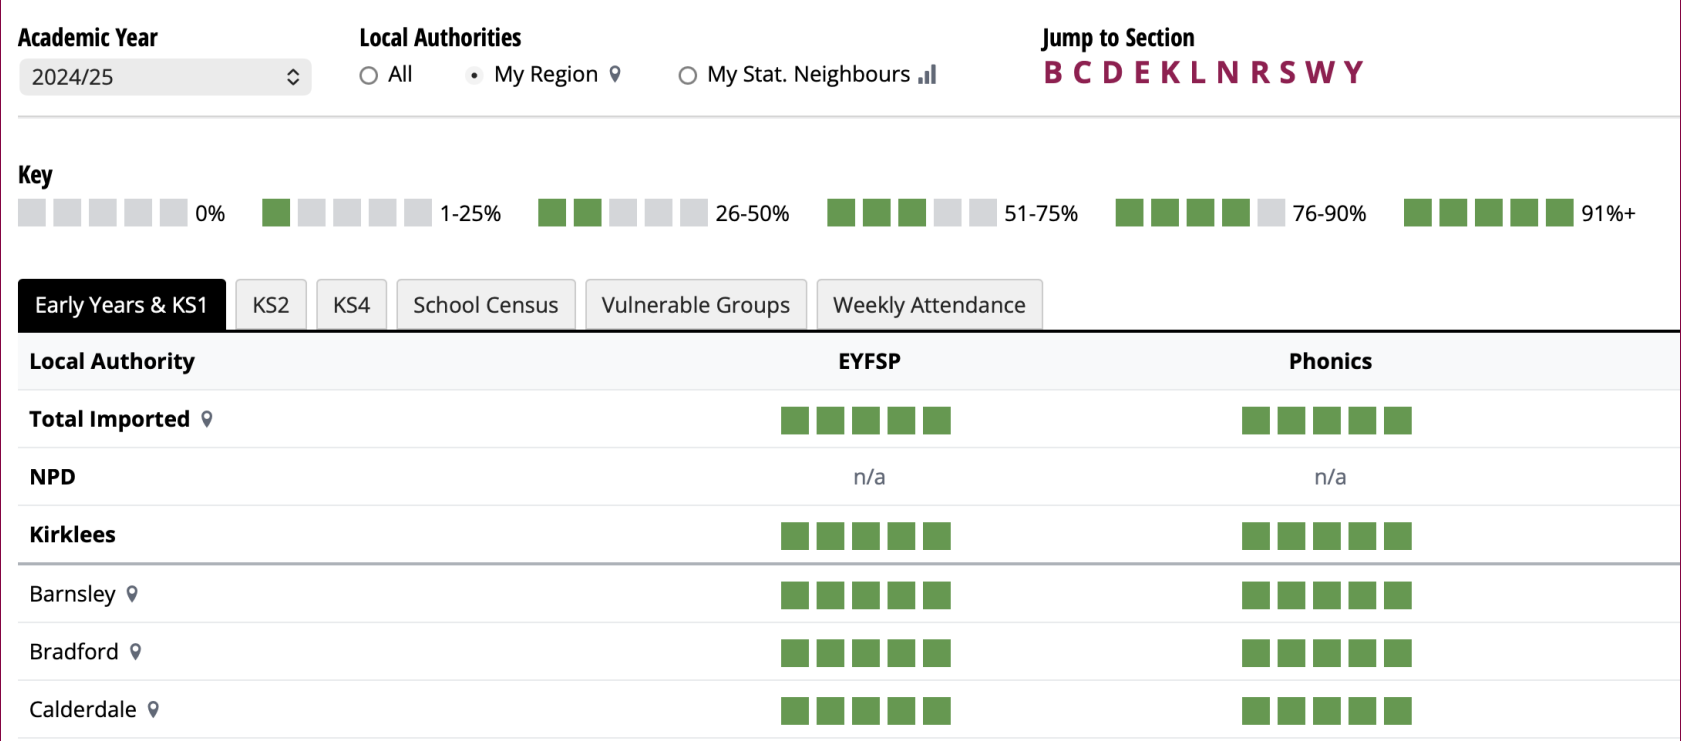 Academic Year Local Authorities Jump to Section
2024/25 All My Region My Stat. Neighbours B C D E K L N R S W Y
Key
0% 1-25% 26-50% 51-75% 76-90% 91%+
Early Years & KS1 KS2 KS4 School Census Vulnerable Groups Weekly Attendance
Local Authority EYFSP Phonics
Total Imported
NPD n/a n/a
Kirklees
Barnsley
Bradford
Calderdale